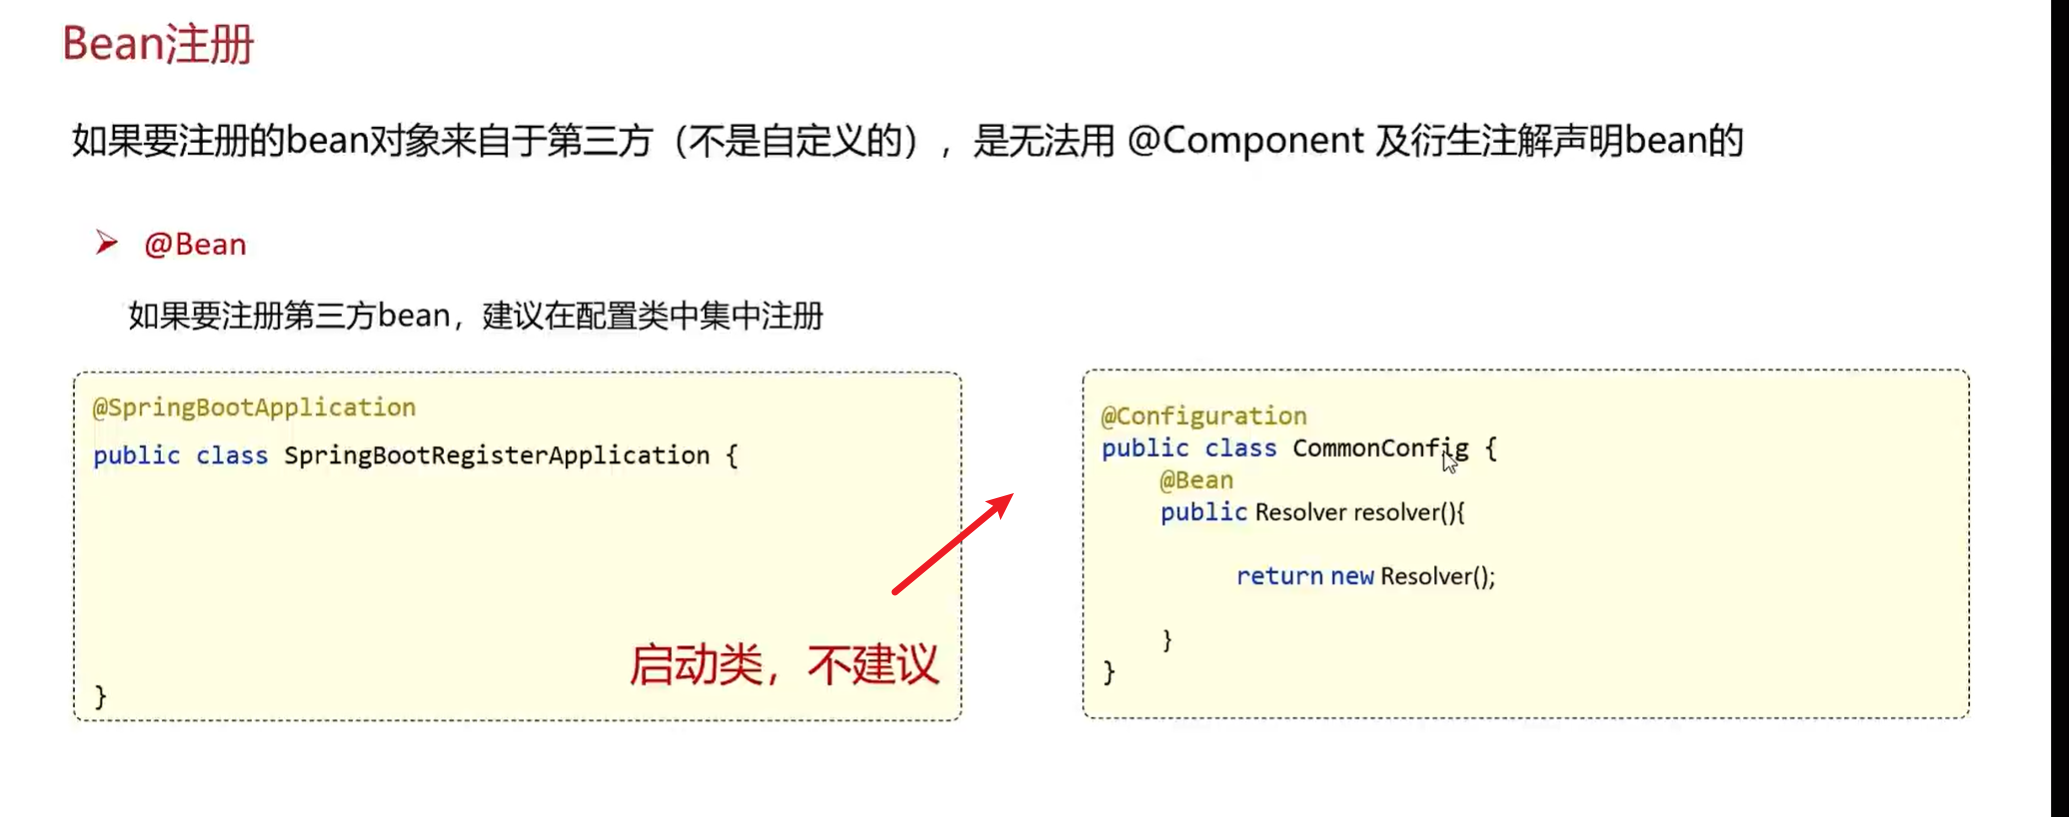 Bean注册
如果要注册的bean对象来自于第三方（不是自定义的），是无法用 @Component 及衍生注解声明bean的
@Bean
如果要注册第三方bean，建议在配置类中集中注册
@SpringBootApplication
public class SpringBootRegisterApplication {
启动类，不建议
}
@Configuration
public class CommonConfig {
@Bean
public Resolver resolver(){
return new Resolver();
}
}